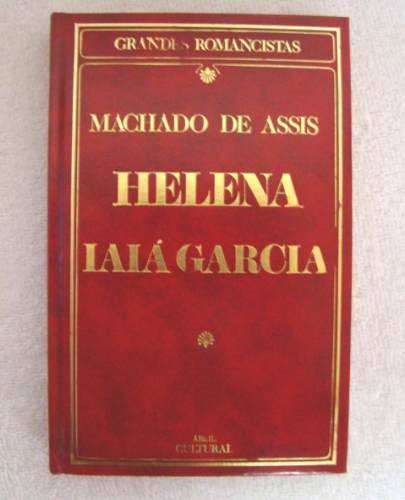 GRANDES ROMANCISTAS
MACHADO DE ASSIS
HELENA
IAIÁ GARCIA
ABRIL
CULTURAL